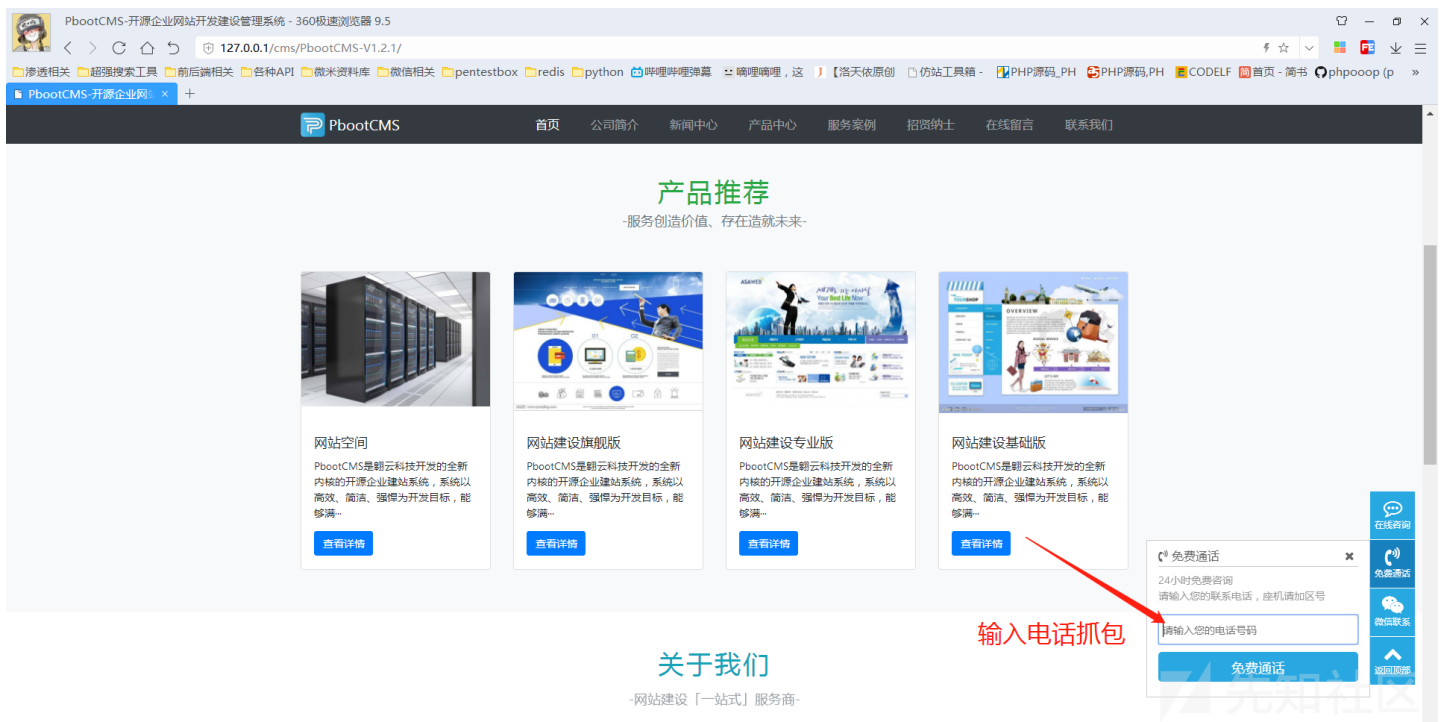 PbootCMS-开源企业网站开发建设管理系统 - 360极速浏览器 9.5
127.0.0.1/cms/PbootCMS-V1.2.1/
渗透相关 超强搜索工具 前后端相关 各种API 微米资料库 微信相关 pentestbox redis python 哔哩哔哩弹幕 嘀哩嘀哩，这 【洛天依原创 仿站工具箱 - PHP源码_PH PHP源码,PH CODELF 首页 - 简书 phpooop (p »
PbootCMS-开源企业网
PbootCMS 首页 公司简介 新闻中心 产品中心 服务案例 招贤纳士 在线留言 联系我们
产品推荐
-服务创造价值、存在造就未来-
ASAWEB
Your Best Life Now
YOURSHOP
OVERVIEW
01 02
网站空间 网站建设旗舰版 网站建设专业版 网站建设基础版
PbootCMS是翱云科技开发的全新 PbootCMS是翱云科技开发的全新 PbootCMS是翱云科技开发的全新 PbootCMS是翱云科技开发的全新
内核的开源企业建站系统，系统以 内核的开源企业建站系统，系统以 内核的开源企业建站系统，系统以 内核的开源企业建站系统，系统以
高效、简洁、强悍为开发目标，能 高效、简洁、强悍为开发目标，能 高效、简洁、强悍为开发目标，能 高效、简洁、强悍为开发目标，能
够满··· 够满··· 够满··· 够满···
查看详情 查看详情 查看详情 查看详情
在线咨询
免费通话
微信联系
返回顶部
免费通话
24小时免费咨询
请输入您的联系电话，座机请加区号
请输入您的电话号码
免费通话
输入电话抓包
关于我们
-网站建设「一站式」服务商-
先知社区